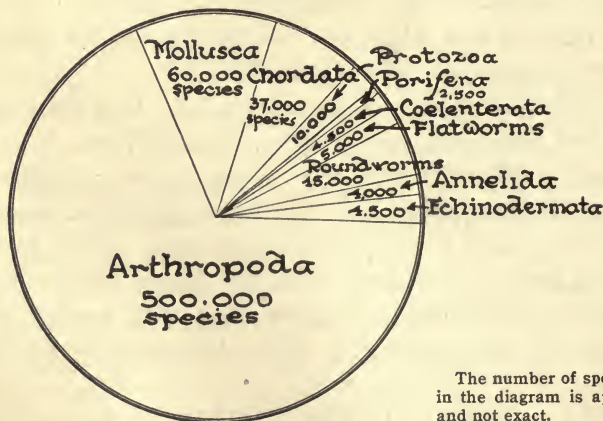 Mollusca
60.000
species
Chordata
37,000
species
Protozoa
10.000
Porifera
2,500
Coelenterata
4.500
Flatworms
5.000
Roundworms
15.000
Annelida
4,000
Echinodermata
4.500
Arthropoda
500.000
species
The number of
in the diagram is
and not exact.